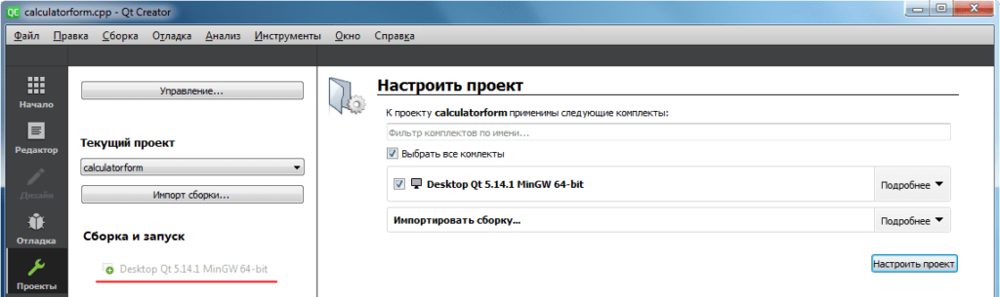 QC calculatorform.cpp - Qt Creator
Файл Правка Сборка Отладка Анализ Инструменты Окно Справка
Начало
Редактор
Дизайн
Отладка
Проекты
Управление...
Текущий проект
calculatorform
Импорт сборки...
Сборка и запуск
Desktop Qt 5.14.1 MinGW 64-bit
Настроить проект
К проекту calculatorform применимы следующие комплекты:
Фильтр комплектов по имени...
Выбрать все комлекты
Desktop Qt 5.14.1 MinGW 64-bit Подробнее
Импортировать сборку... Подробнее
Настроить проект